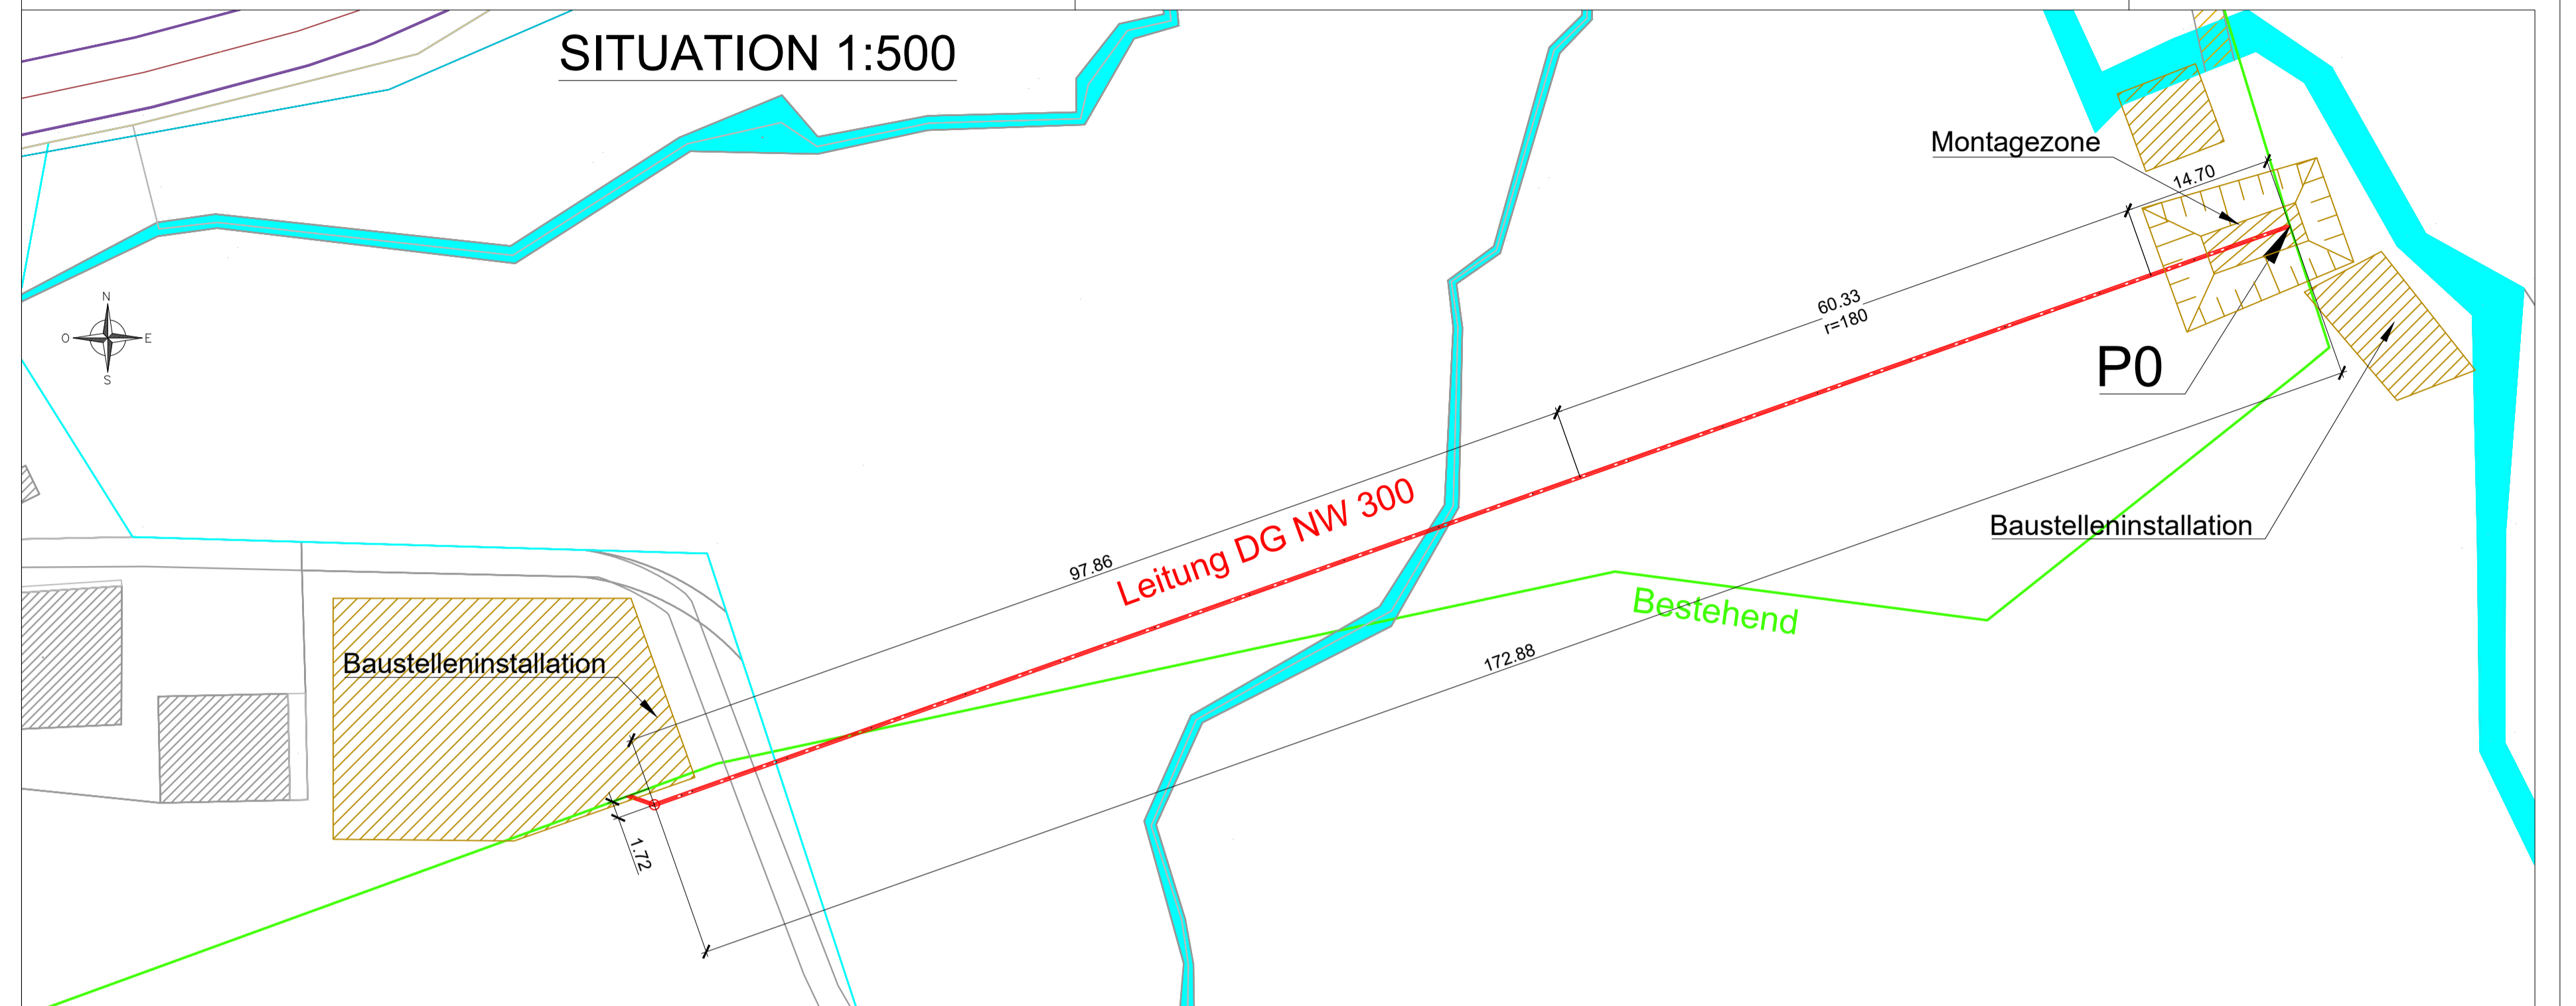 SITUATION 1:500
Montagezone
14.70
60.33
r=180
N
O
E
S
P0
Leitung DG NW 300
97.86
Baustelleninstallation
Bestehend
172.88
Baustelleninstallation
1.72